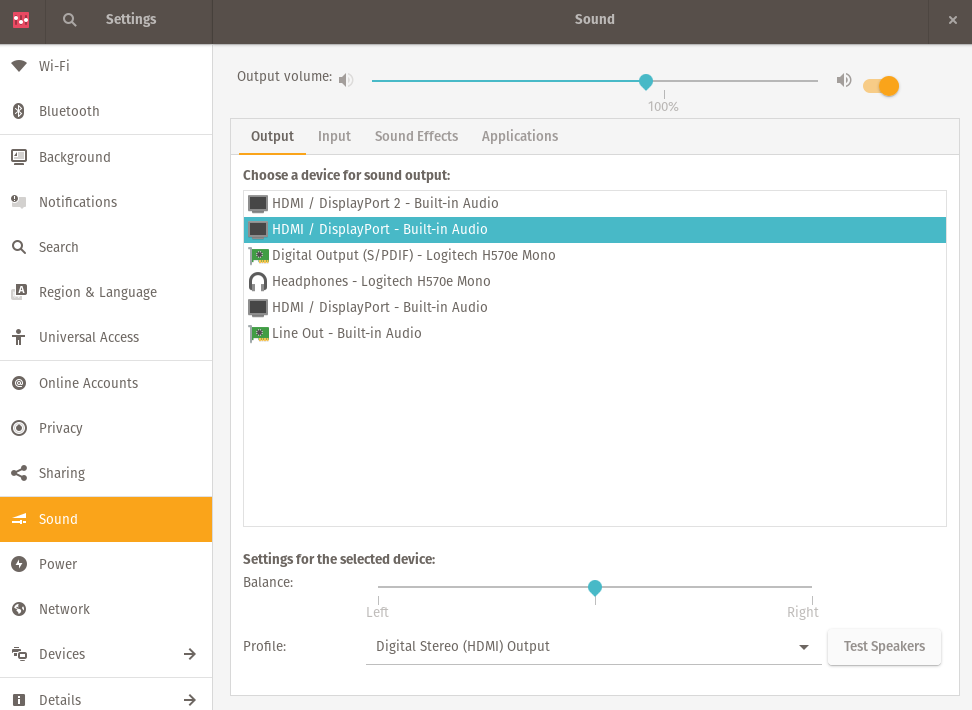 Settings
Sound
Wi-Fi
Bluetooth
Background
Notifications
Search
Region & Language
Universal Access
Online Accounts
Privacy
Sharing
Sound
Power
Network
Devices
Details
Output volume:
100%
Output Input Sound Effects Applications
Choose a device for sound output:
HDMI / DisplayPort 2 - Built-in Audio
HDMI / DisplayPort - Built-in Audio
Digital Output (S/PDIF) - Logitech H570e Mono
Headphones - Logitech H570e Mono
HDMI / DisplayPort - Built-in Audio
Line Out - Built-in Audio
Settings for the selected device:
Balance:
Left Right
Profile: Digital Stereo (HDMI) Output Test Speakers